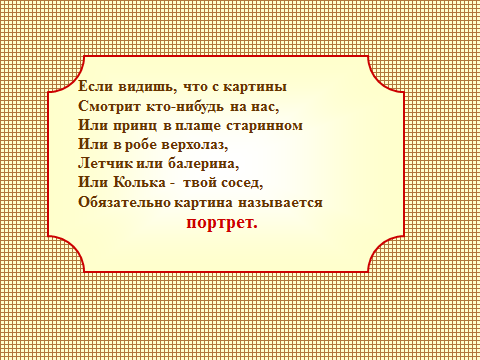 Если видишь, что с картины
Смотрит кто-нибудь на нас,
Или принц в плаще старинном
Или в робе верхолаз,
Летчик или балерина,
Или Колька - твой сосед,
Обязательно картина называется
портрет.